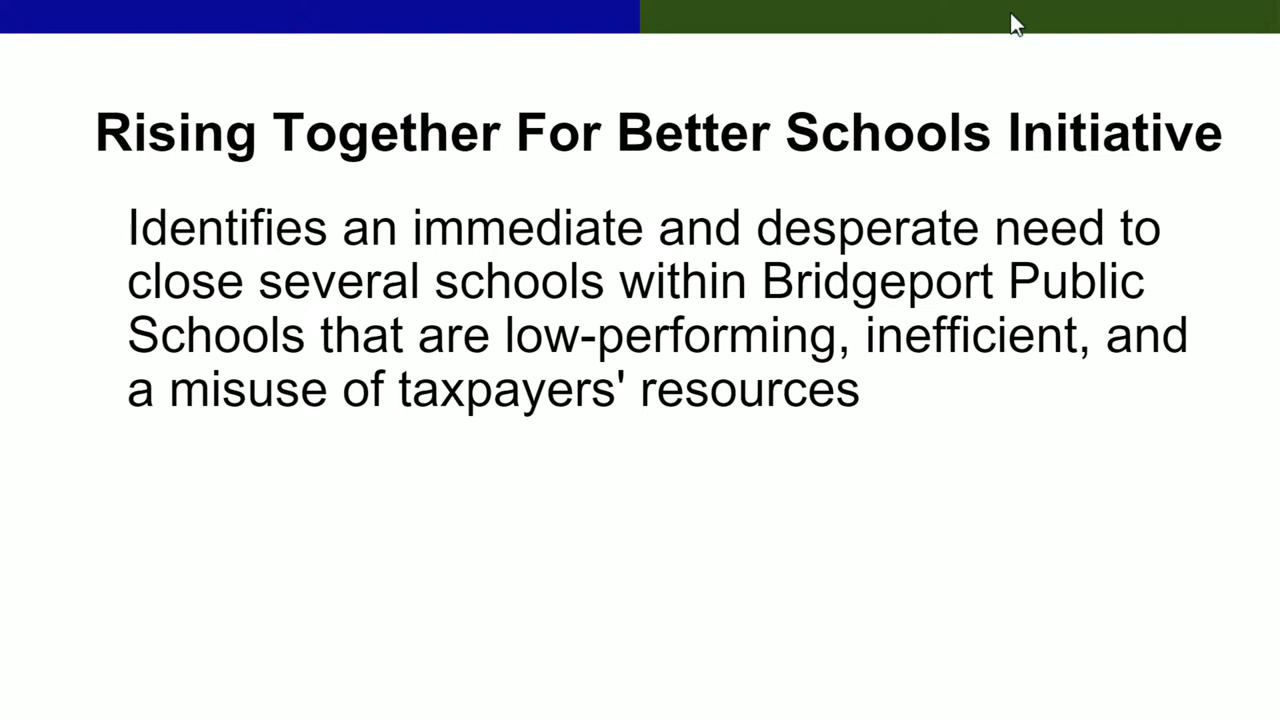 Rising Together For Better Schools Initiative
Identifies an immediate and desperate need to
close several schools within Bridgeport Public
Schools that are low-performing, inefficient, and
a misuse of taxpayers' resources